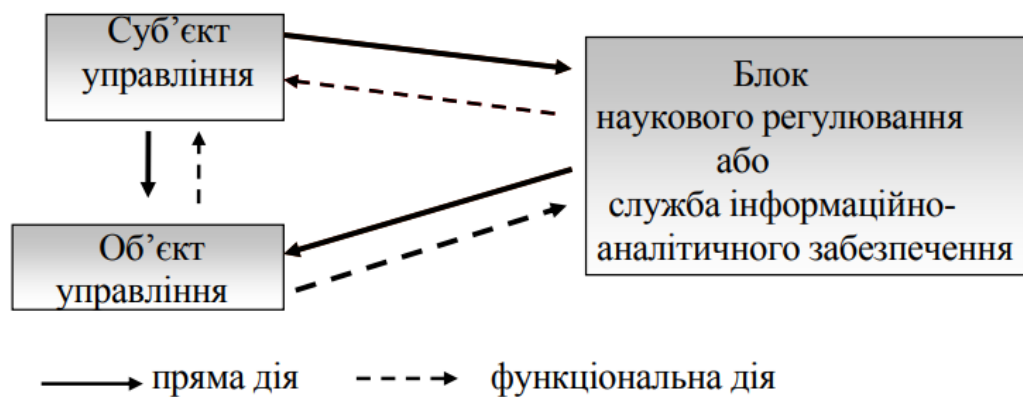 Суб’єкт
управління
Блок
наукового регулювання
або
служба інформаційно-
аналітичного забезпечення
Об’єкт
управління
пряма дія
функціональна дія